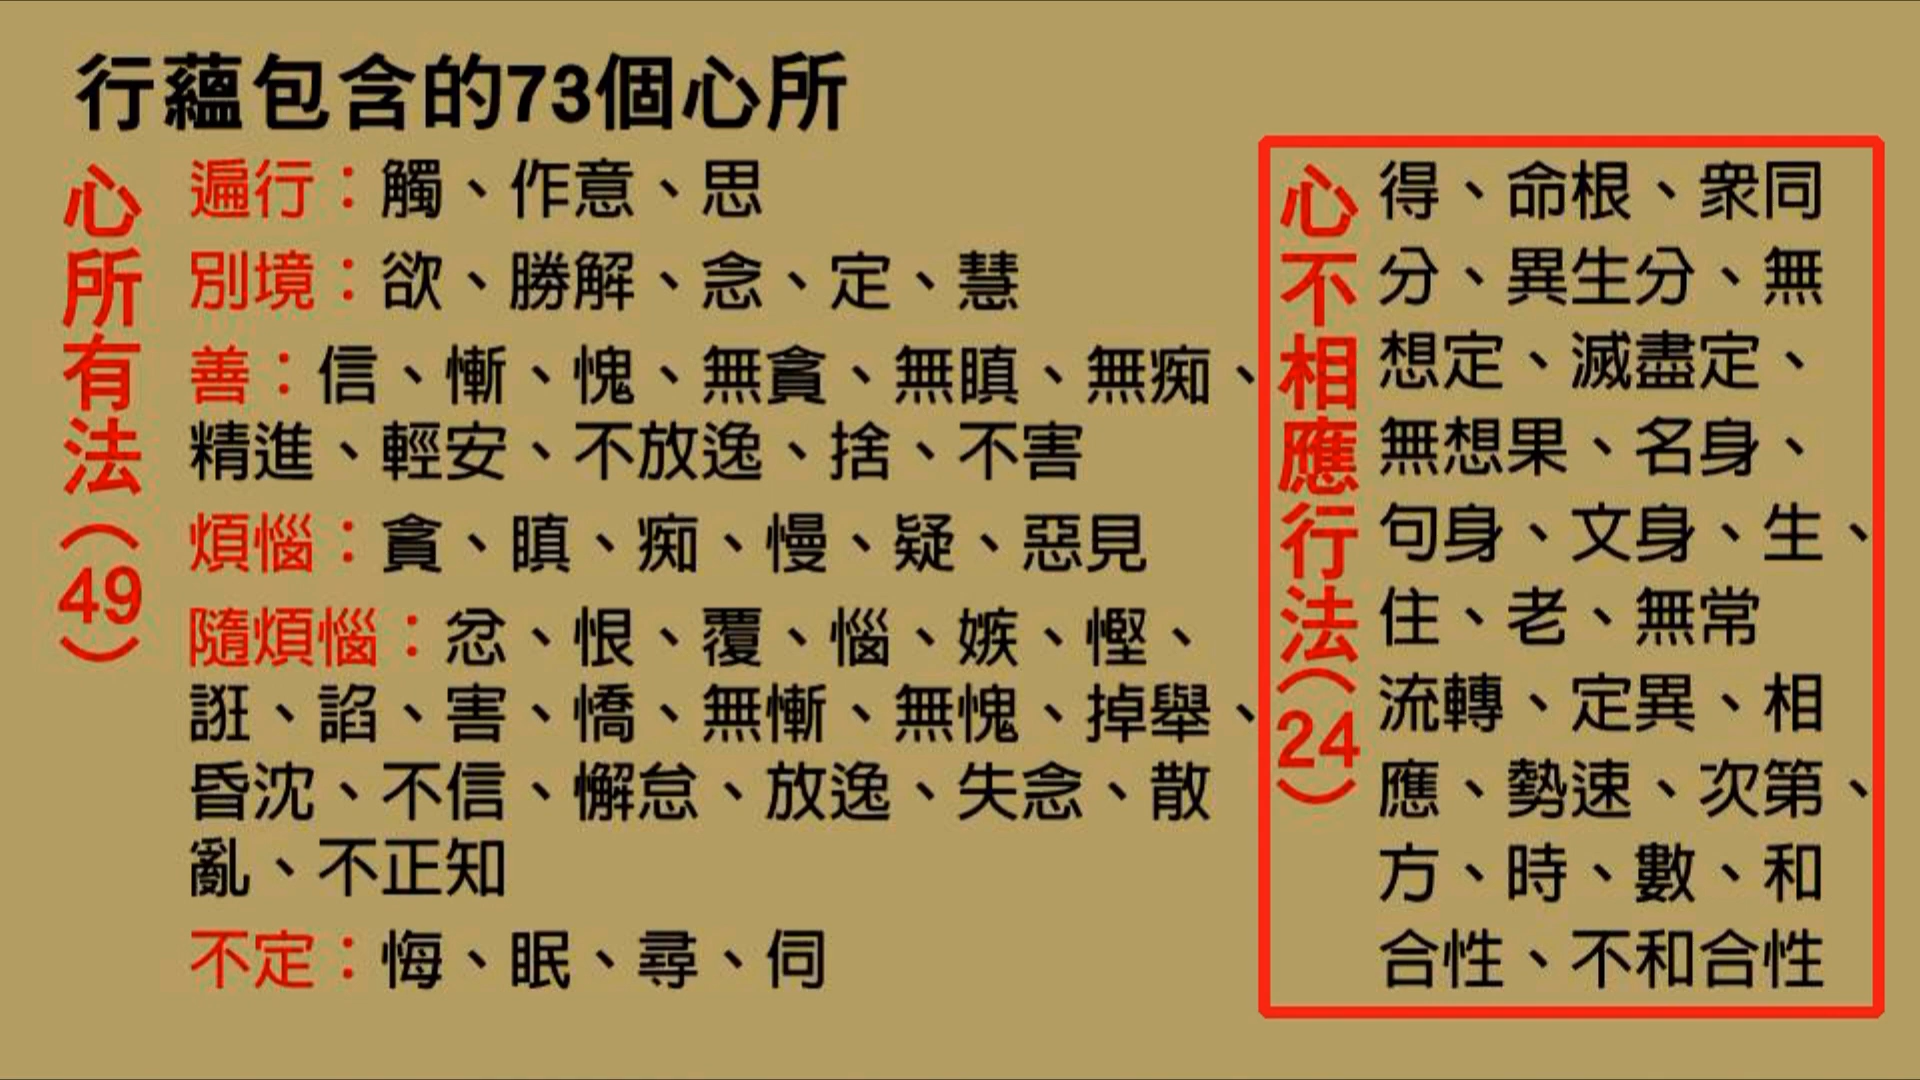 行蘊包含的73個心所
心所有法（49）
遍行：觸、作意、思
別境：欲、勝解、念、定、慧
善：信、慚、愧、無貪、無瞋、無痴、
精進、輕安、不放逸、捨、不害
煩惱：貪、瞋、痴、慢、疑、惡見
隨煩惱：忿、恨、覆、惱、嫉、慳、
誑、諂、害、憍、無慚、無愧、掉舉、
昏沈、不信、懈怠、放逸、失念、散
亂、不正知
不定：悔、眠、尋、伺
心不相應行法（24）
得、命根、衆同
分、異生分、無
想定、滅盡定、
無想果、名身、
句身、文身、生、
住、老、無常
流轉、定異、相
應、勢速、次第、
方、時、數、和
合性、不和合性